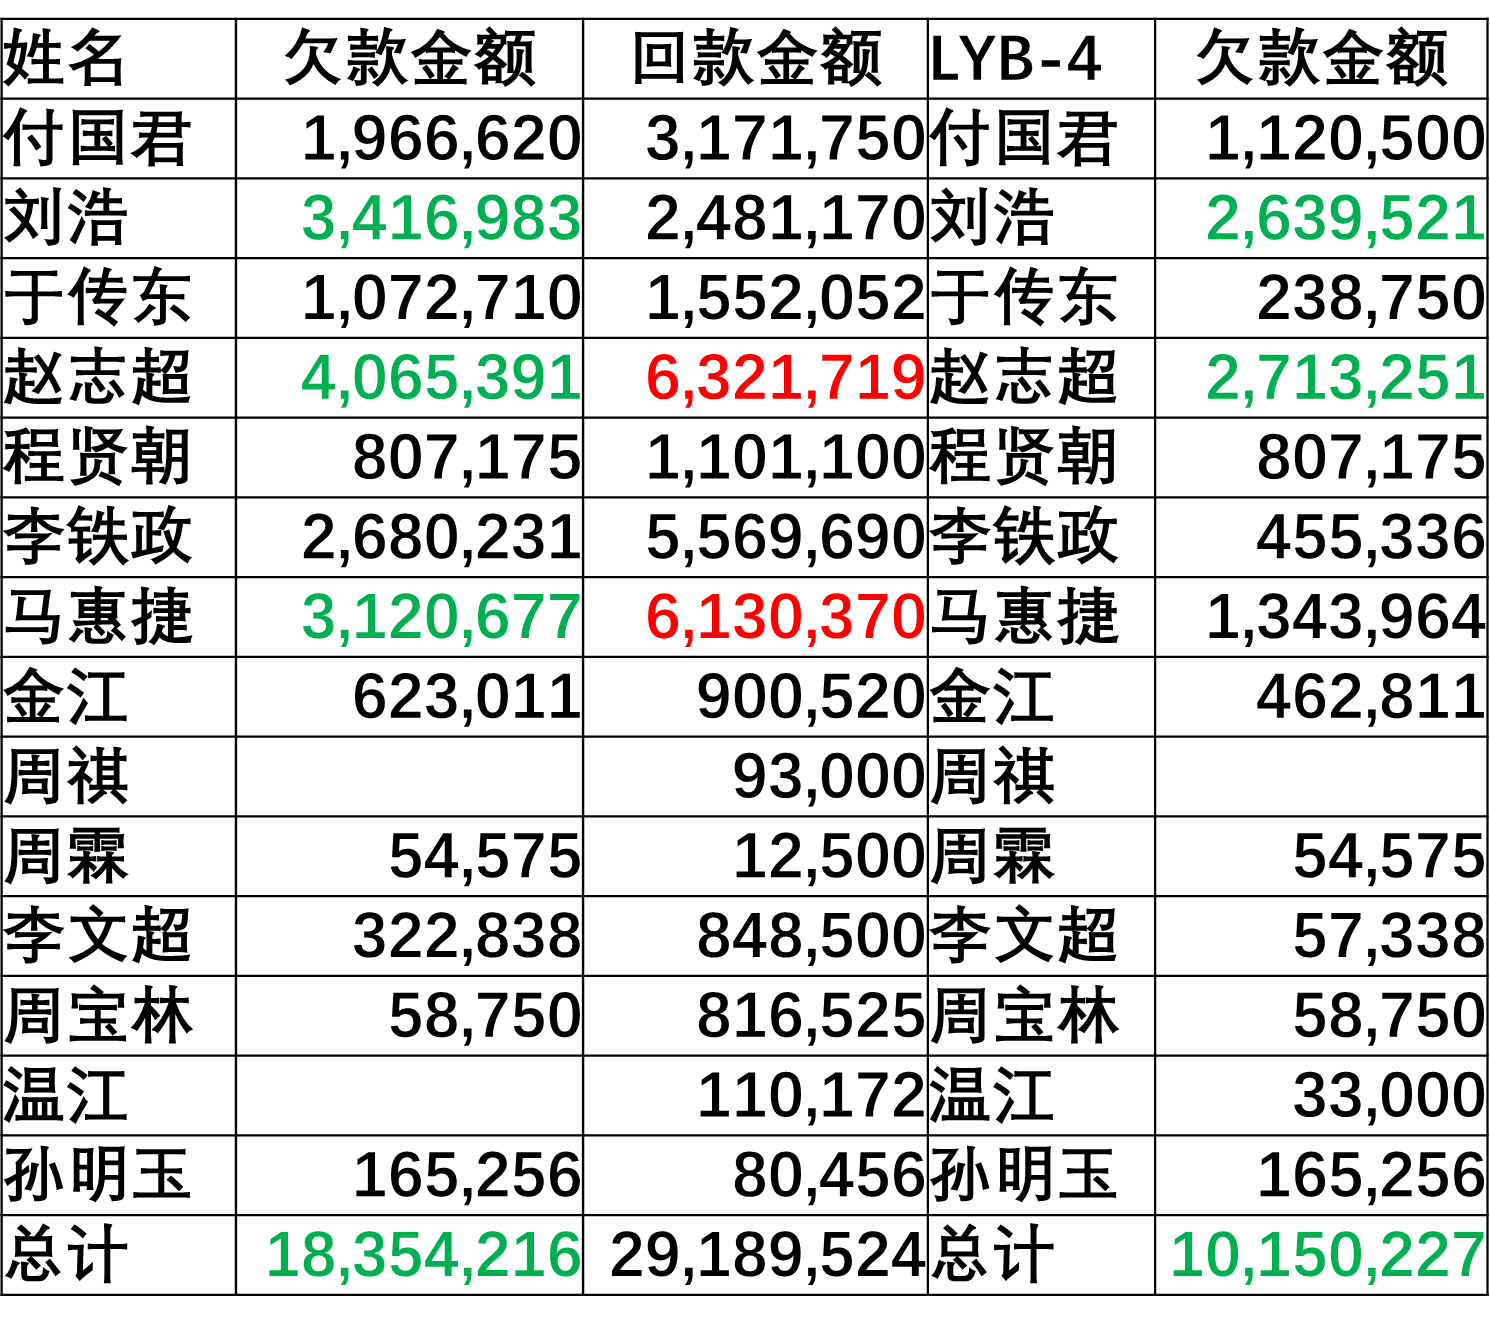 姓名 欠款金额 回款金额 LYB-4 欠款金额
付国君 1,966,620 3,171,750 付国君 1,120,500
刘浩 3,416,983 2,481,170 刘浩 2,639,521
于传东 1,072,710 1,552,052 于传东 238,750
赵志超 4,065,391 6,321,719 赵志超 2,713,251
程贤朝 807,175 1,101,100 程贤朝 807,175
李铁政 2,680,231 5,569,690 李铁政 455,336
马惠捷 3,120,677 6,130,370 马惠捷 1,343,964
金江 623,011 900,520 金江 462,811
周祺 93,000 周祺
周霖 54,575 12,500 周霖 54,575
李文超 322,838 848,500 李文超 57,338
周宝林 58,750 816,525 周宝林 58,750
温江 110,172 温江 33,000
孙明玉 165,256 80,456 孙明玉 165,256
总计 18,354,216 29,189,524 总计 10,150,227